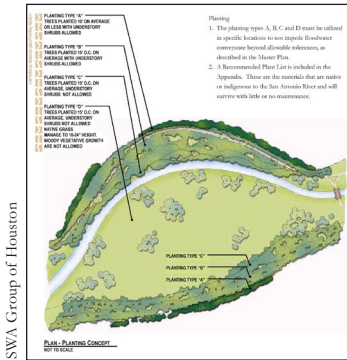 PLANTING TYPE "A"
TREES PLANTED 10' ON AVERAGE
OR LESS WITH UNDERSTORY
SHRUBS ALLOWED
PLANTING TYPE "B"
TREES PLANTED 15' O.C. ON
AVERAGE WITH UNDERSTORY
SHRUBS ALLOWED
PLANTING TYPE "C"
TREES PLANTED 15' O.C. ON
AVERAGE, UNDERSTORY
SHRUBS NOT ALLOWED
PLANTING TYPE "D"
TREES PLANTED 15' O.C. ON
AVERAGE, UNDERSTORY
SHRUBS NOT ALLOWED
NATIVE GRASS
MANAGE TO 18-24" HEIGHT.
WOODY VEGETATIVE GROWTH
ARE NOT ALLOWED
Planting
1. The planting types A, B, C and D must be utilized
in specific locations to not impede floodwater
conveyance beyond allowable tolerances, as
described in the Master Plan.
2. A Recommended Plant List is included in the
Appendix. These are the materials that are native
or indigenous to the San Antonio River and will
survive with little or no maintenance.
PLANTING TYPE "C"
PLANTING TYPE "B"
PLANTING TYPE "A"
PLAN - PLANTING CONCEPT
NOT TO SCALE
SWA Group of Houston